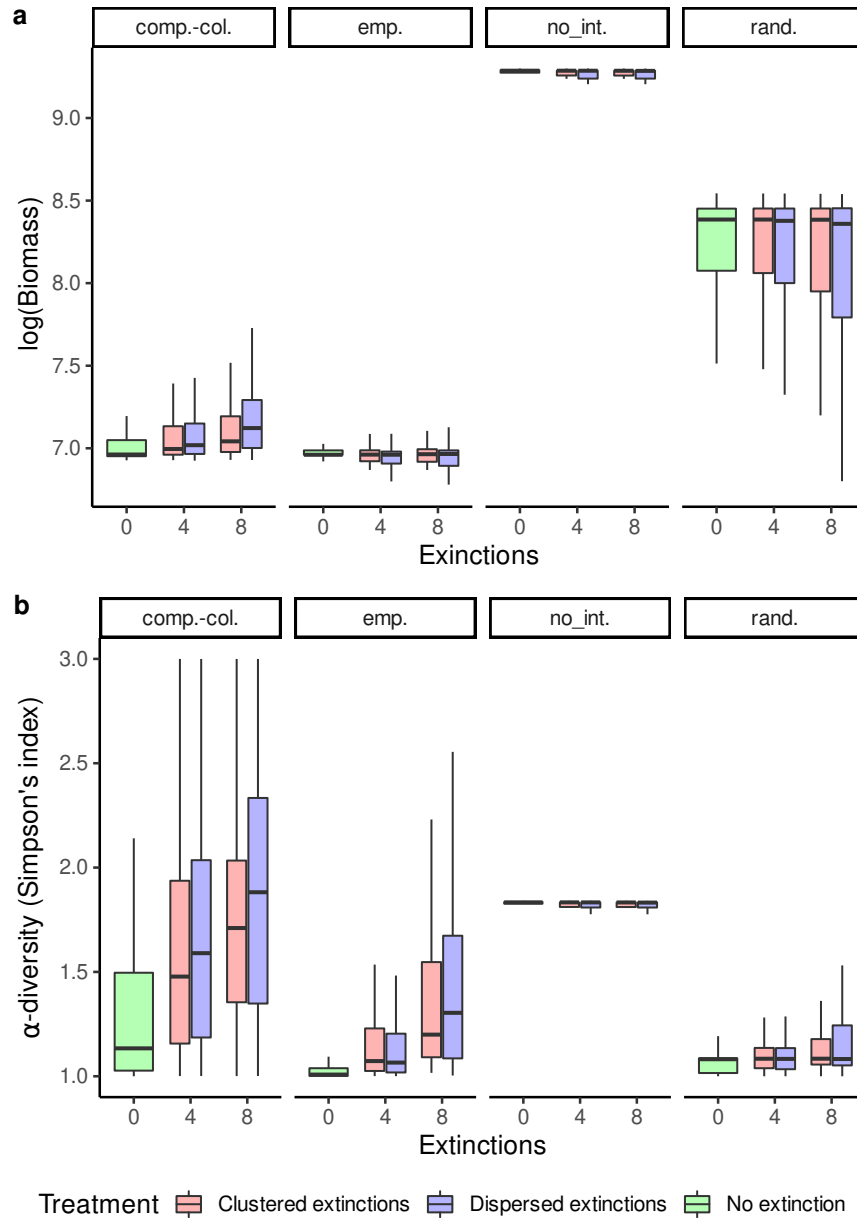 a
comp.-col. emp. no_int. rand.
9.0
8.5
8.0
7.5
7.0
log(Biomass)
0 4 8 0 4 8 0 4 8 0 4 8
Exinctions
b
comp.-col. emp. no_int. rand.
3.0
2.5
2.0
1.5
1.0
α-diversity (Simpson's index)
0 4 8 0 4 8 0 4 8 0 4 8
Extinctions
Treatment Clustered extinctions Dispersed extinctions No extinction